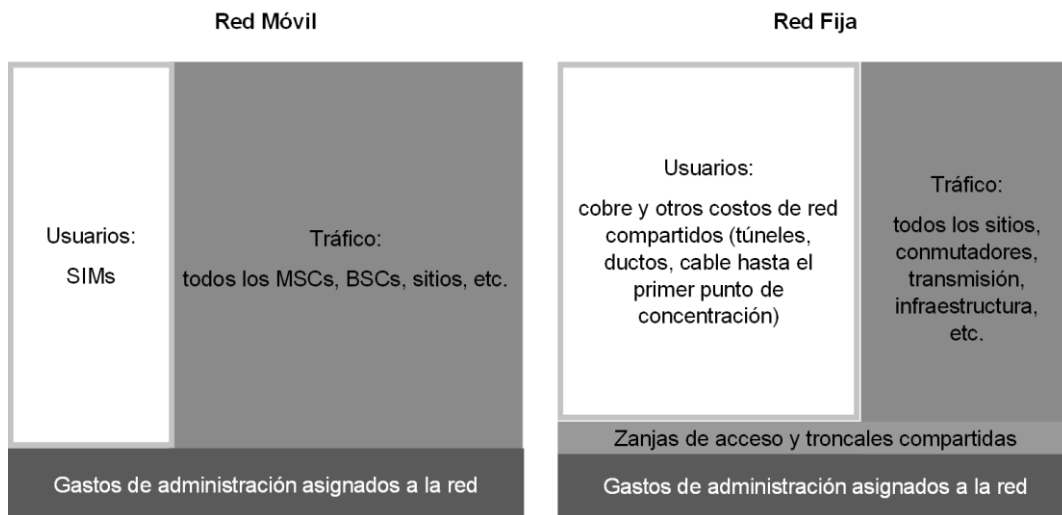 Red Móvil
Usuarios:
SIMs
Tráfico:
todos los MSCs, BSCs, sitios, etc.
Gastos de administración asignados a la red
Red Fija
Usuarios:
cobre y otros costos de red
compartidos (túneles,
ductos, cable hasta el
primer punto de
concentración)
Tráfico:
todos los sitios,
conmutadores,
transmisión,
infraestructura,
etc.
Zanjas de acceso y troncales compartidas
Gastos de administración asignados a la red